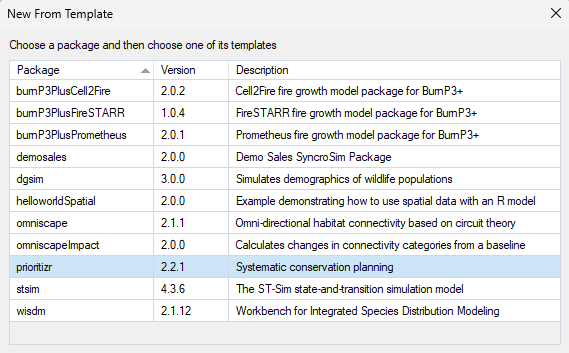 New From Template
Choose a package and then choose one of its templates
Package Version Description
burnP3PlusCell2Fire 2.0.2 Cell2Fire fire growth model package for BurnP3+
burnP3PlusFireSTARR 1.0.4 FireSTARR fire growth model package for BurnP3+
burnP3PlusPrometheus 2.0.1 Prometheus fire growth model package for BurnP3+
demosales 2.0.0 Demo Sales SyncroSim Package
dgsim 3.0.0 Simulates demographics of wildlife populations
helloworldSpatial 2.0.0 Example demonstrating how to use spatial data with an R model
omniscape 2.1.1 Omni-directional habitat connectivity based on circuit theory
omniscapeImpact 2.0.0 Calculates changes in connectivity categories from a baseline
prioritizr 2.2.1 Systematic conservation planning
stsim 4.3.6 The ST-Sim state-and-transition simulation model
wisdm 2.1.12 Workbench for Integrated Species Distribution Modeling